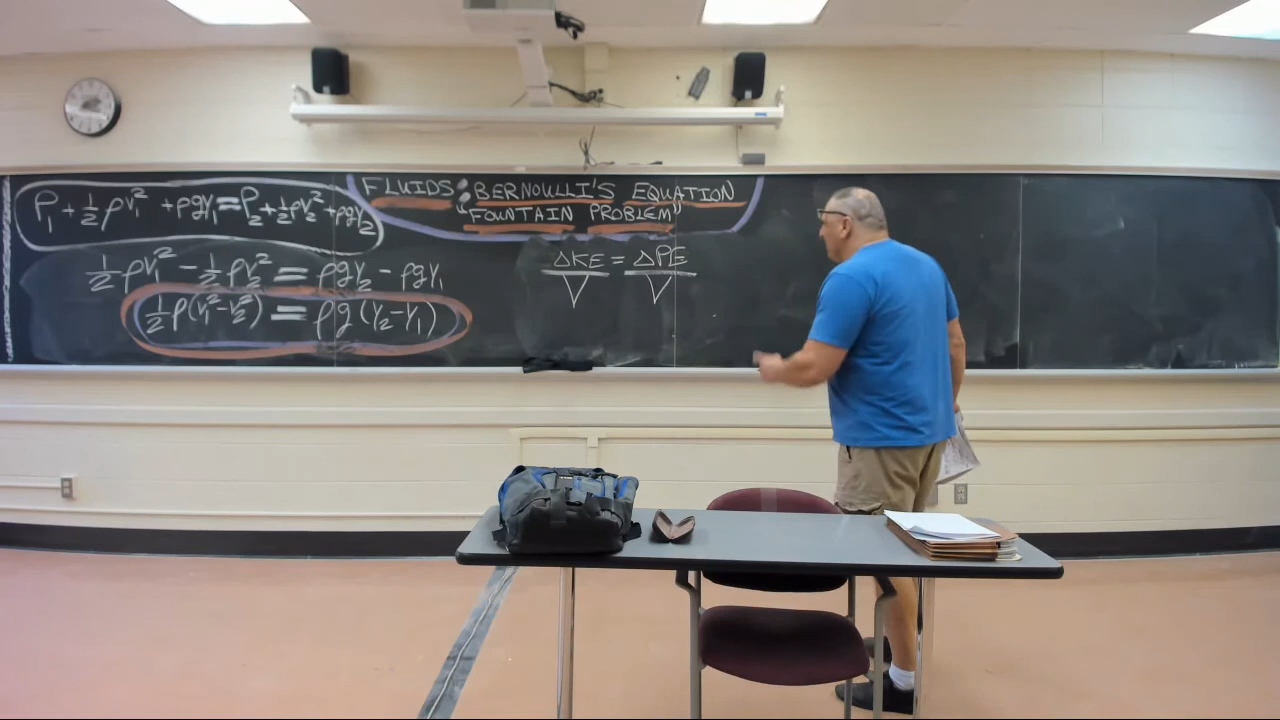 FLUIDS: BERNOULLI'S EQUATION
"FOUNTAIN PROBLEM"
P₁ + ½ρv₁² + ρgy₁ = P₂ + ½ρv₂² + ρgy₂
½ρv₁² - ½ρv₂² = ρgy₂ - ρgy₁
½ρ(v₁² - v₂²) = ρg(y₂ - y₁)
ΔKE/V = ΔPE/V